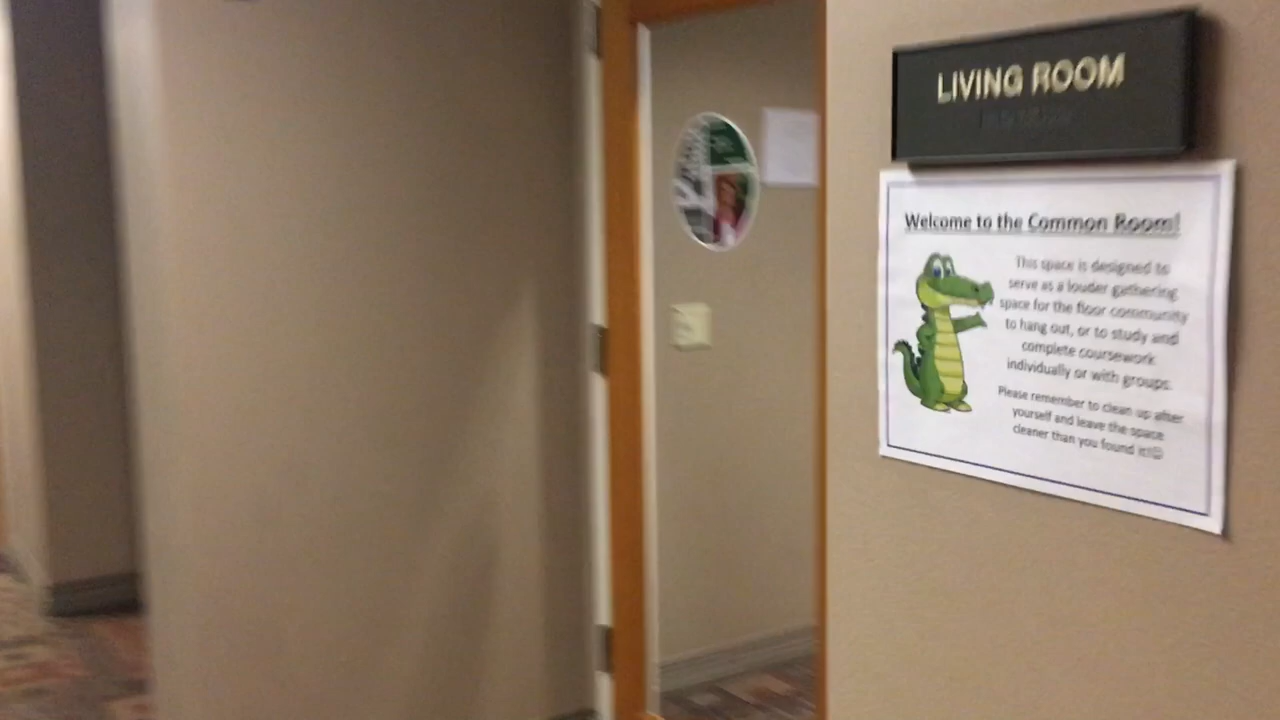 LIVING ROOM
Welcome to the Common Room!
This space is designed to
serve as a louder gathering
space for the floor community
to hang out, or to study and
complete coursework
individually or with groups.
Please remember to clean up after
yourself and leave the space
cleaner than you found it!☺